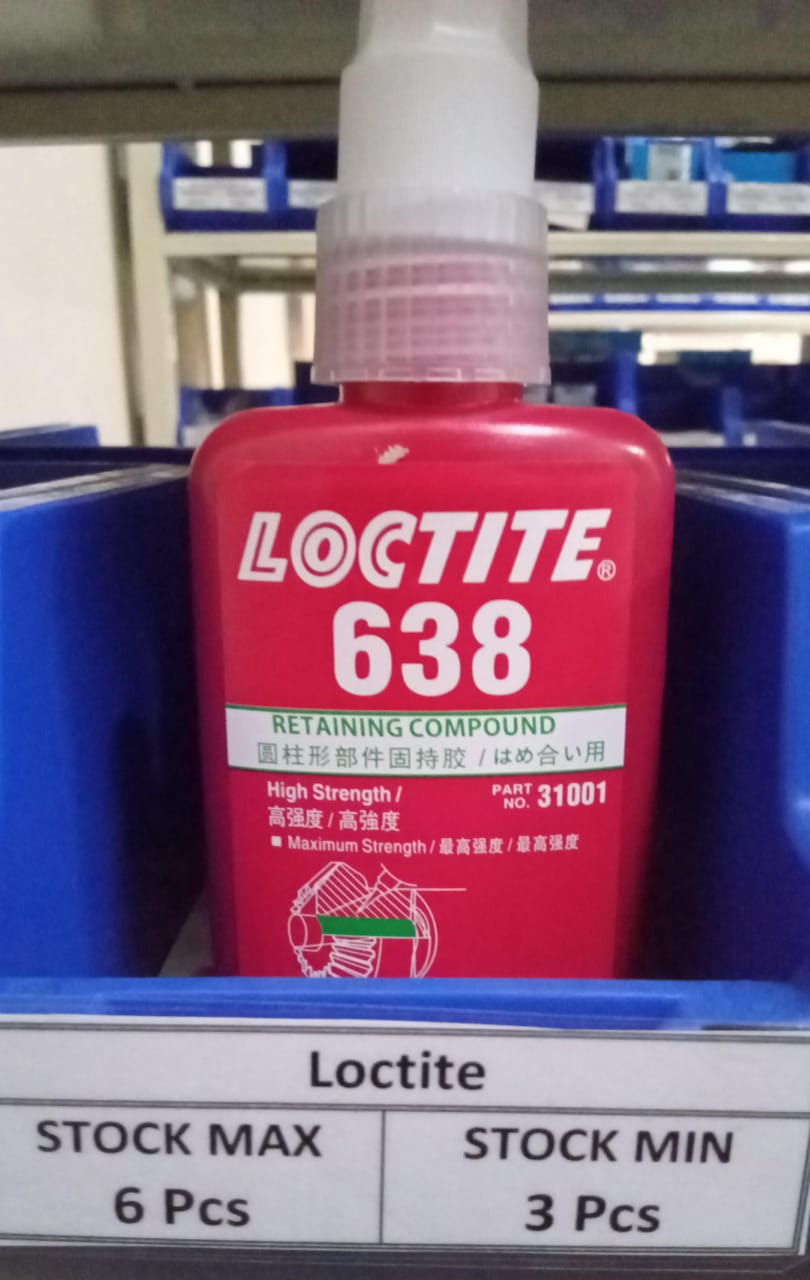 LOCTITE®
638
RETAINING COMPOUND
圆柱形部件固持胶 / はめ合い用
High Strength /
高强度 / 高強度
PART NO. 31001
■ Maximum Strength / 最高强度 / 最高强度
Loctite
STOCK MAX
6 Pcs
STOCK MIN
3 Pcs